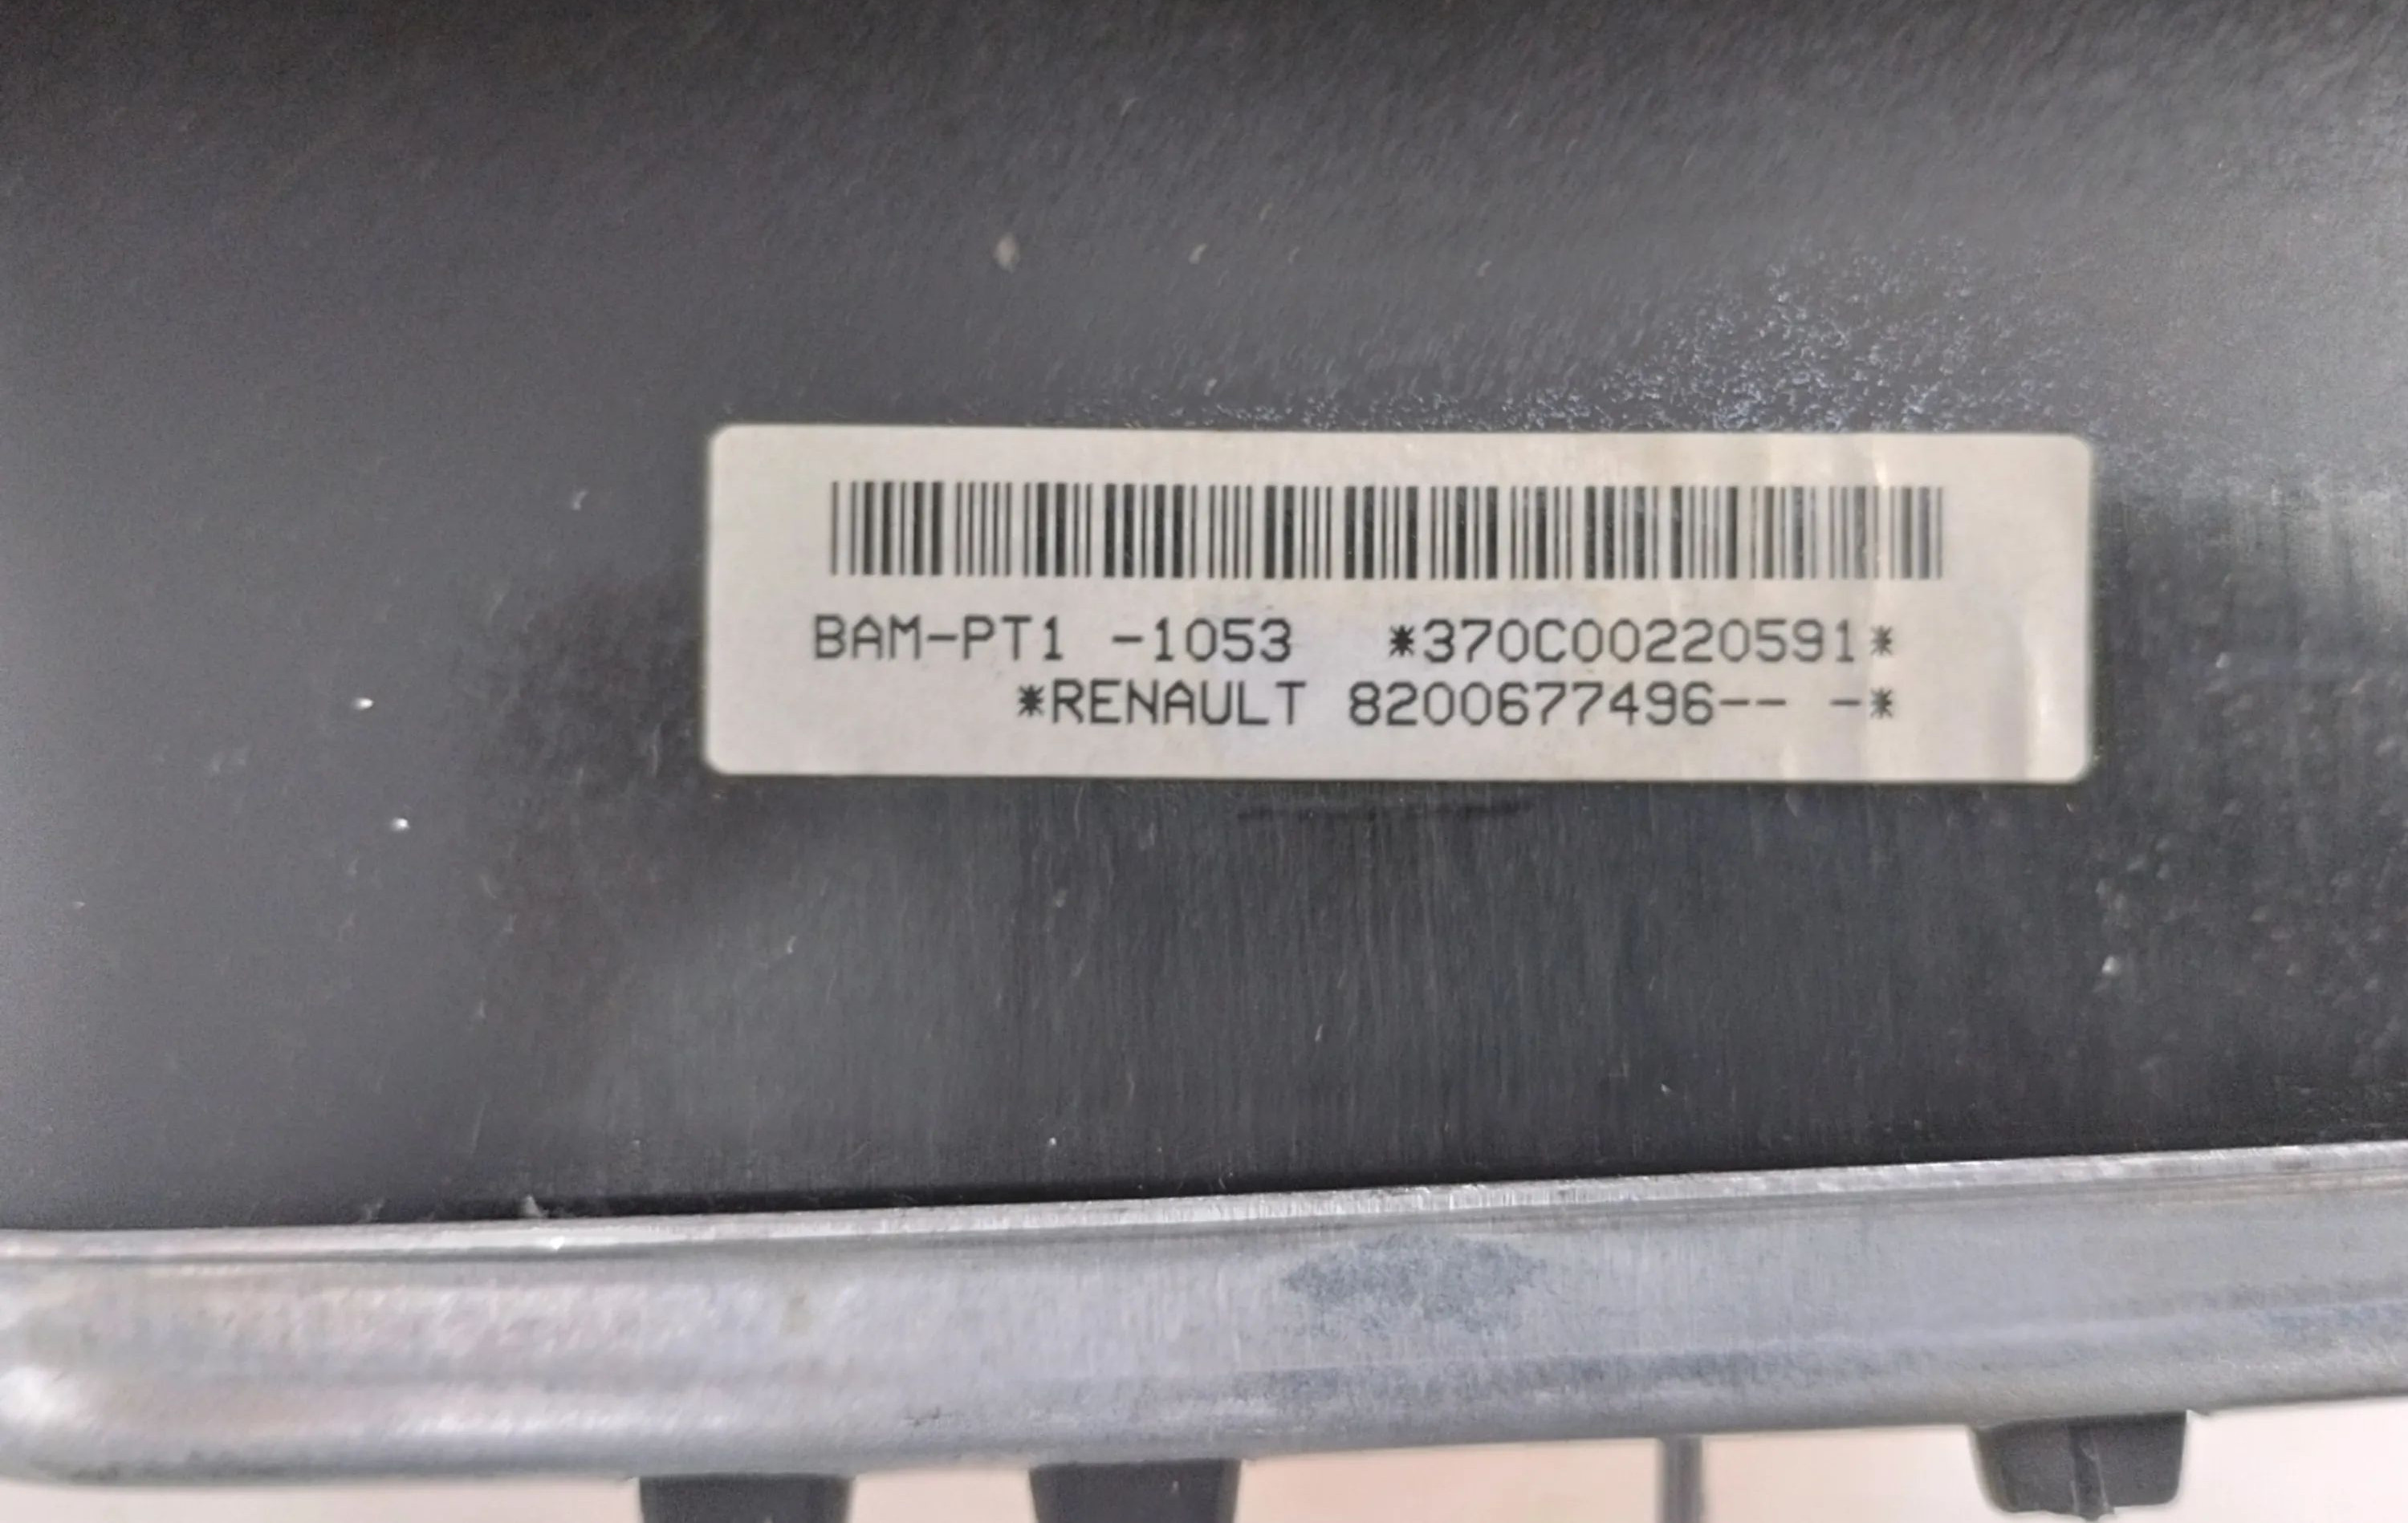 BAM-PT1 -1053 *370C00220591*
*RENAULT 8200677496-- -*